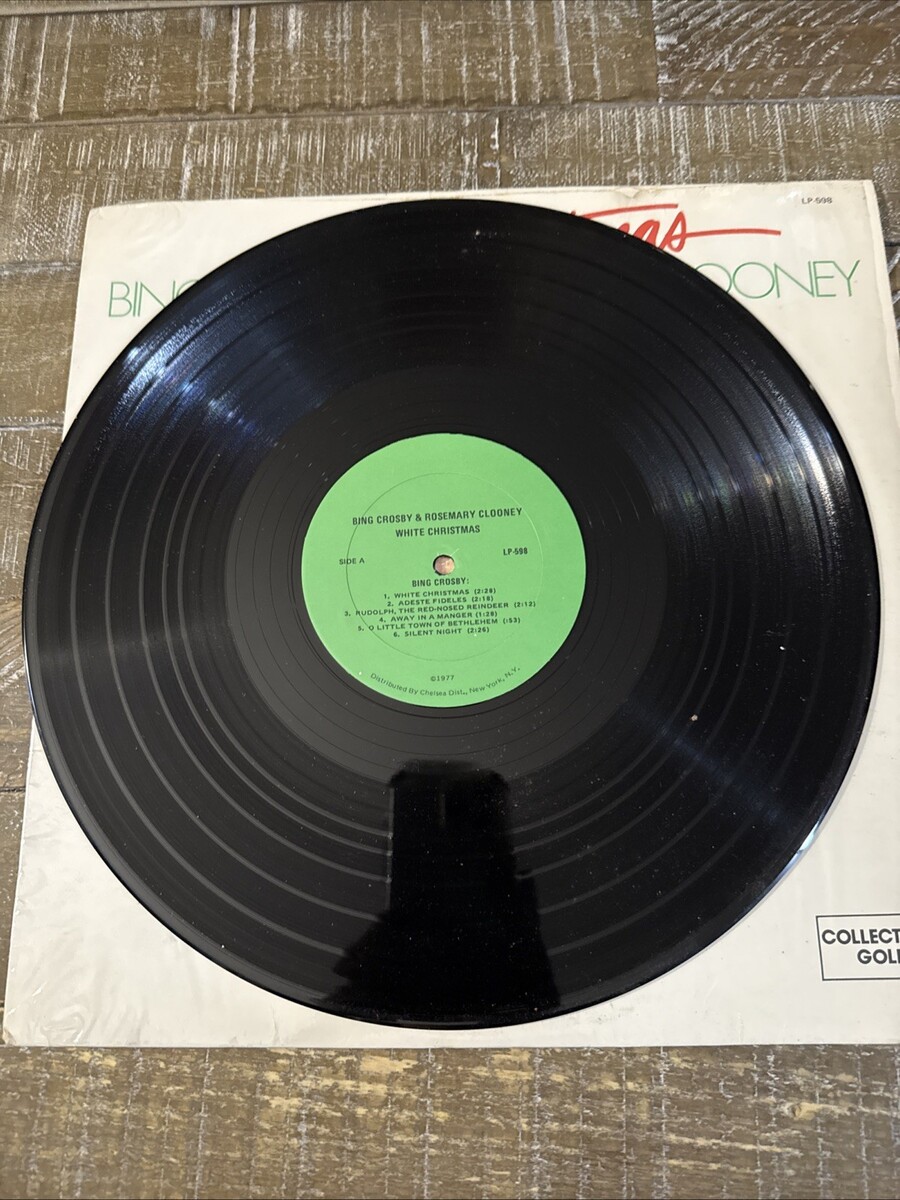 LP-598
BING
OONEY
BING CROSBY & ROSEMARY CLOONEY
WHITE CHRISTMAS
SIDE A
LP-598
BING CROSBY:
1. WHITE CHRISTMAS (2:28)
2. ADESTE FIDELES (2:18)
3. RUDOLPH, THE RED-NOSED REINDEER (2:12)
4. AWAY IN A MANGER (1:28)
5. O LITTLE TOWN OF BETHLEHEM (:53)
6. SILENT NIGHT (2:26)
©1977
Distributed By Chelsea Dist., New York, N.Y.
COLLECT
GOL